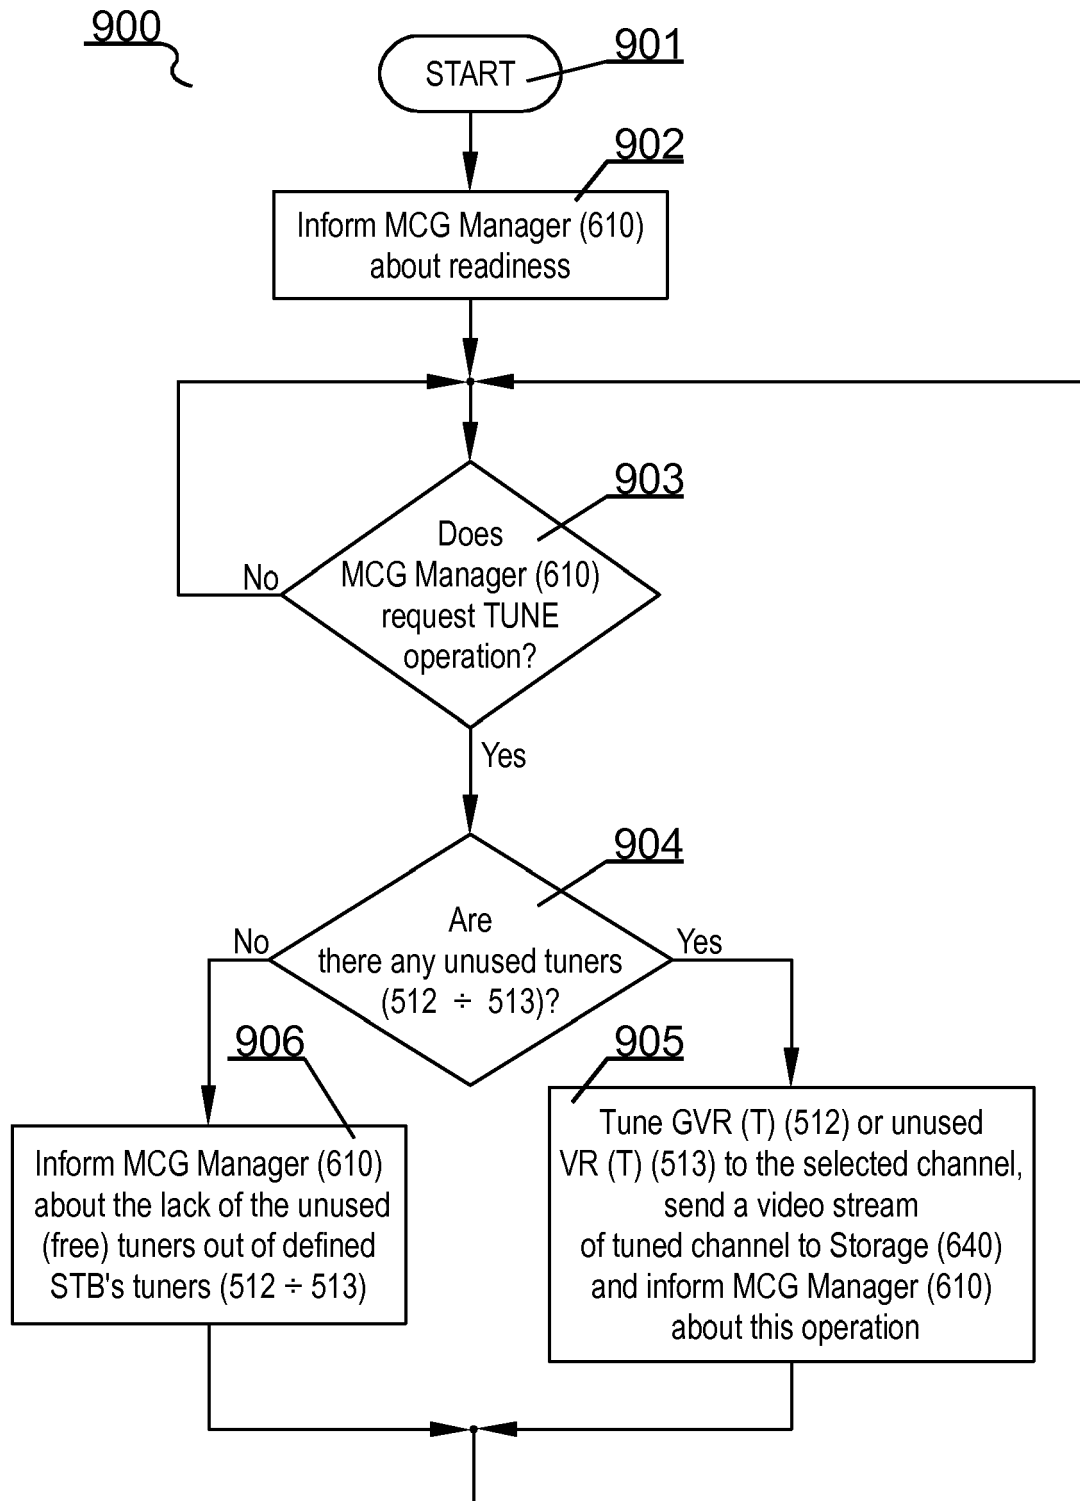 900
START
901
902
Inform MCG Manager (610)
about readiness
903
Does
MCG Manager (610)
request TUNE
operation?
No
Yes
904
Are
there any unused tuners
(512 ÷ 513)?
No
Yes
906
Inform MCG Manager (610)
about the lack of the unused
(free) tuners out of defined
STB's tuners (512 ÷ 513)
905
Tune GVR (T) (512) or unused
VR (T) (513) to the selected channel,
send a video stream
of tuned channel to Storage (640)
and inform MCG Manager (610)
about this operation